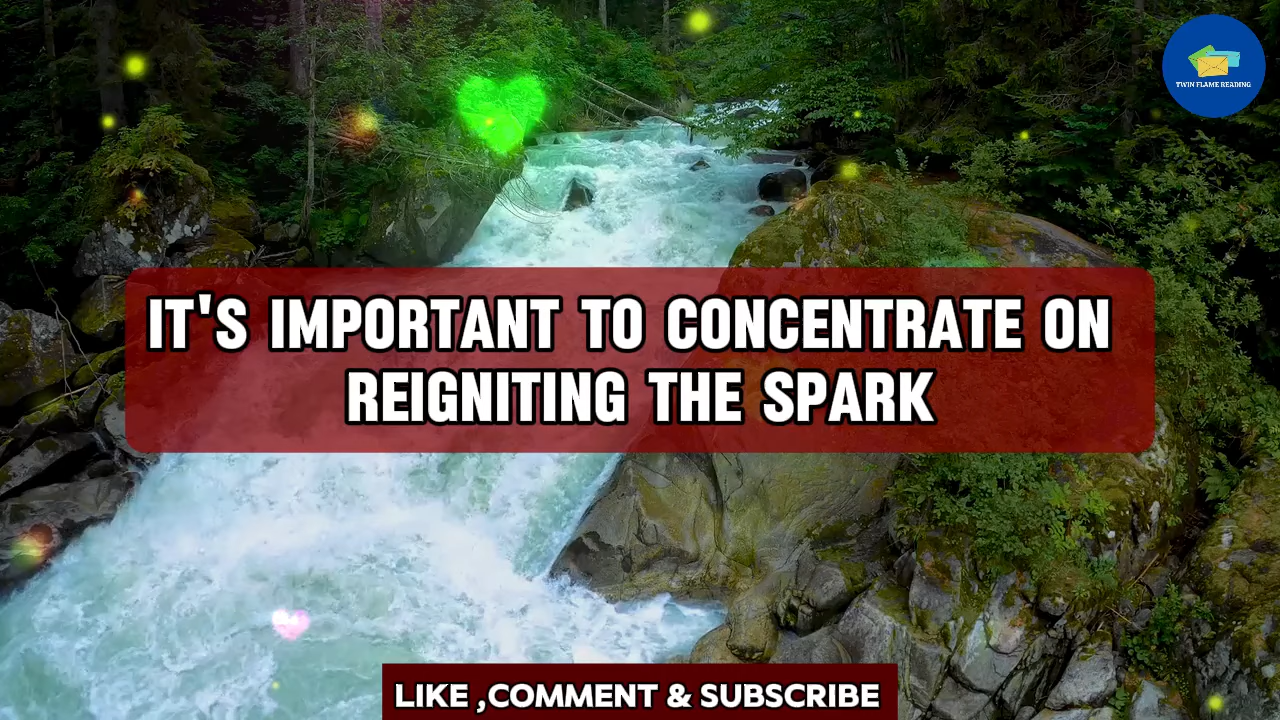 TWIN FLAME READING
IT'S IMPORTANT TO CONCENTRATE ON
REIGNITING THE SPARK
LIKE ,COMMENT & SUBSCRIBE